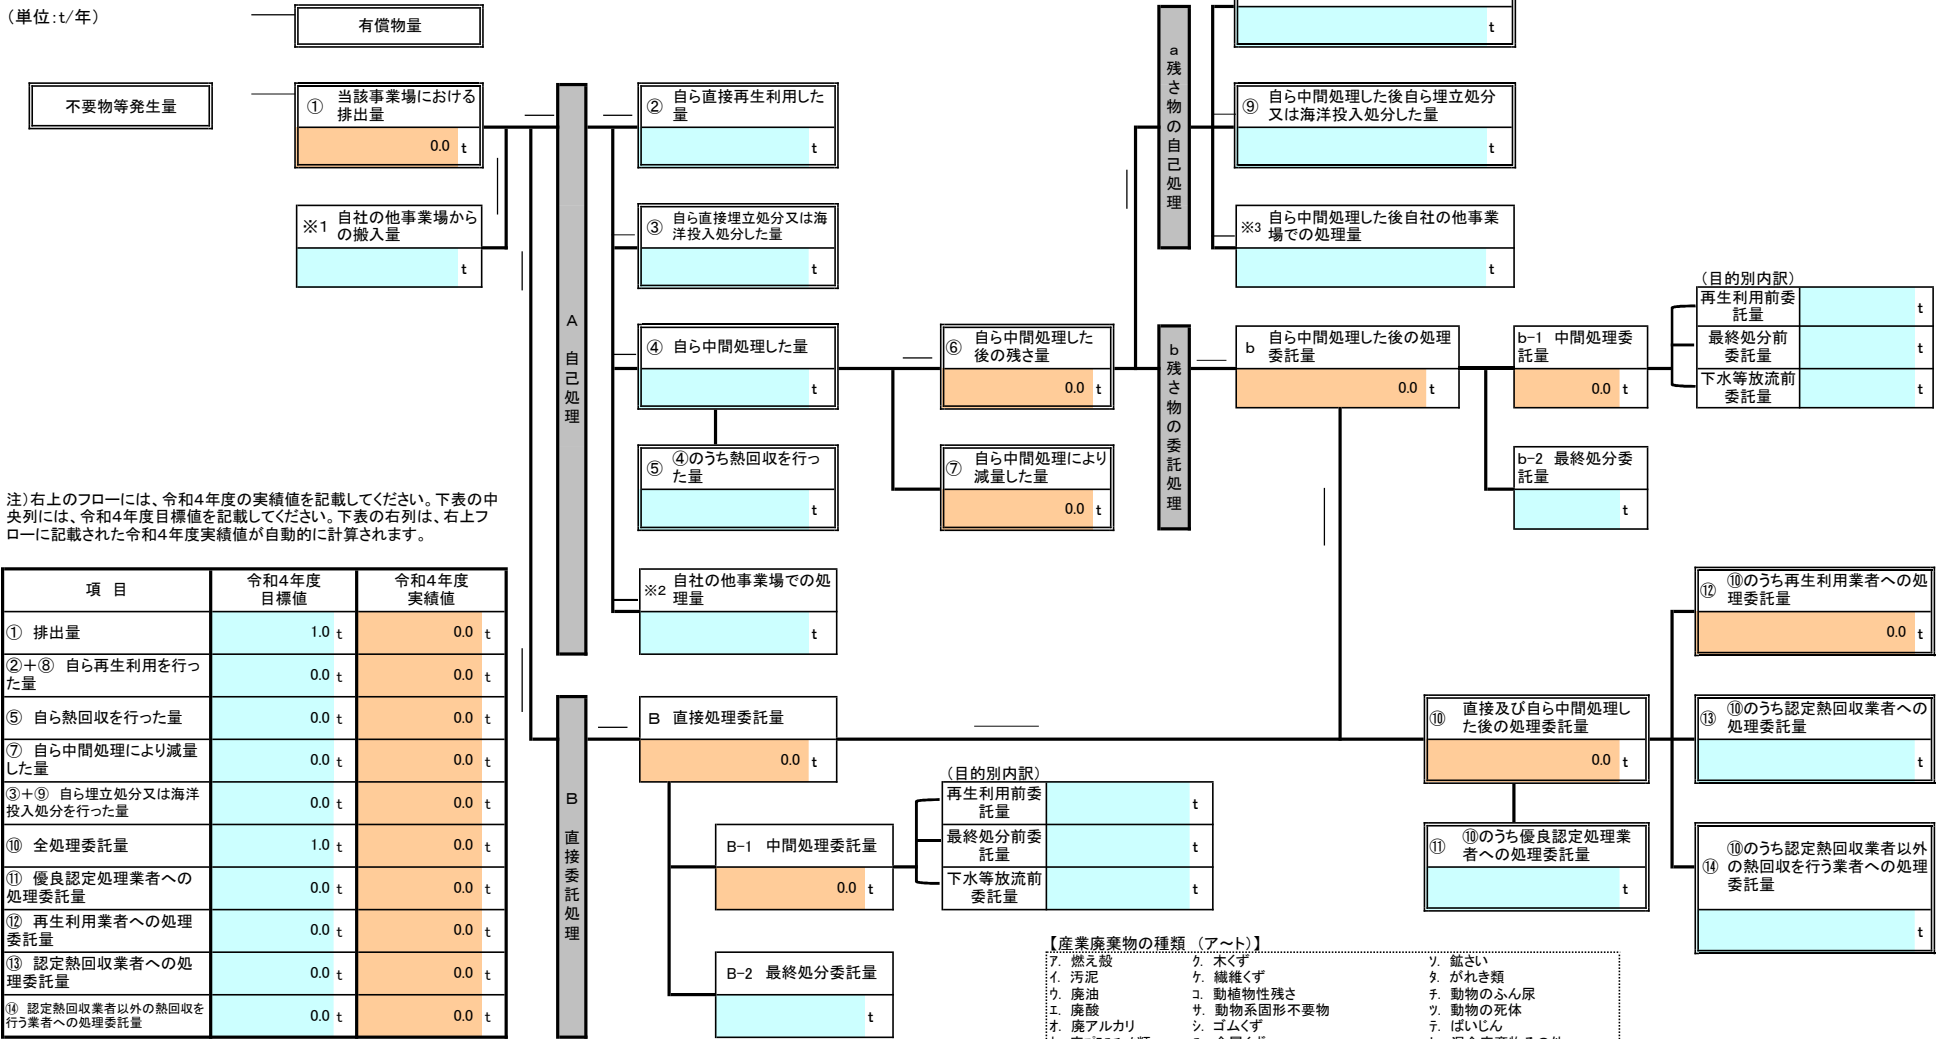 (単位:t/年)
有償物量
不要物等発生量
① 当該事業場における
排出量
0.0 t
※1 自社の他事業場から
の搬入量
t
A 自己処理
② 自ら直接再生利用した
量
t
③ 自ら直接埋立処分又は海
洋投入処分した量
t
④ 自ら中間処理した量
t
⑤ ④のうち熱回収を行っ
た量
t
※2 自社の他事業場での処
理量
t
⑥ 自ら中間処理した
後の残さ量
0.0 t
⑦ 自ら中間処理により
減量した量
0.0 t
a 残さ物の自己処理
t
⑨ 自ら中間処理した後自ら埋立処分
又は海洋投入処分した量
t
※3 自ら中間処理した後自社の他事業
場での処理量
t
b 残さ物の委託処理
b 自ら中間処理した後の処理
委託量
0.0 t
b-1 中間処理委
託量
0.0 t
b-2 最終処分委
託量
t
(目的別内訳)
再生利用前委
託量
t
最終処分前
委託量
t
下水等放流前
委託量
t
注)右上のフローには、令和4年度の実績値を記載してください。下表の中
央列には、令和4年度目標値を記載してください。下表の右列は、右上フ
ローに記載された令和4年度実績値が自動的に計算されます。
項 目 令和4年度 目標値 令和4年度 実績値
① 排出量 1.0 t 0.0 t
②+⑧ 自ら再生利用を行っ
た量 0.0 t 0.0 t
⑤ 自ら熱回収を行った量 0.0 t 0.0 t
⑦ 自ら中間処理により減量
した量 0.0 t 0.0 t
③+⑨ 自ら埋立処分又は海洋
投入処分を行った量 0.0 t 0.0 t
⑩ 全処理委託量 1.0 t 0.0 t
⑪ 優良認定処理業者への
処理委託量 0.0 t 0.0 t
⑫ 再生利用業者への処理
委託量 0.0 t 0.0 t
⑬ 認定熱回収業者への処
理委託量 0.0 t 0.0 t
⑭ 認定熱回収業者以外の熱回収を
行う業者への処理委託量 0.0 t 0.0 t
B 直接委託処理
B 直接処理委託量
0.0 t
B-1 中間処理委託量
0.0 t
B-2 最終処分委託量
t
(目的別内訳)
再生利用前委
託量
t
最終処分前委
託量
t
下水等放流前
委託量
t
⑩ 直接及び自ら中間処理し
た後の処理委託量
0.0 t
⑪ ⑩のうち優良認定処理業
者への処理委託量
t
⑫ ⑩のうち再生利用業者への処
理委託量
0.0 t
⑬ ⑩のうち認定熱回収業者への
処理委託量
t
⑭ ⑩のうち認定熱回収業者以外
の熱回収を行う業者への処理
委託量
t
【産業廃棄物の種類 (ア~ト)】
ア. 燃え殻 ク. 木くず ソ. 鉱さい
イ. 汚泥 ケ. 繊維くず タ. がれき類
ウ. 廃油 コ. 動植物性残さ チ. 動物のふん尿
エ. 廃酸 サ. 動物系固形不要物 ツ. 動物の死体
オ. 廃アルカリ シ. ゴムくず テ. ばいじん